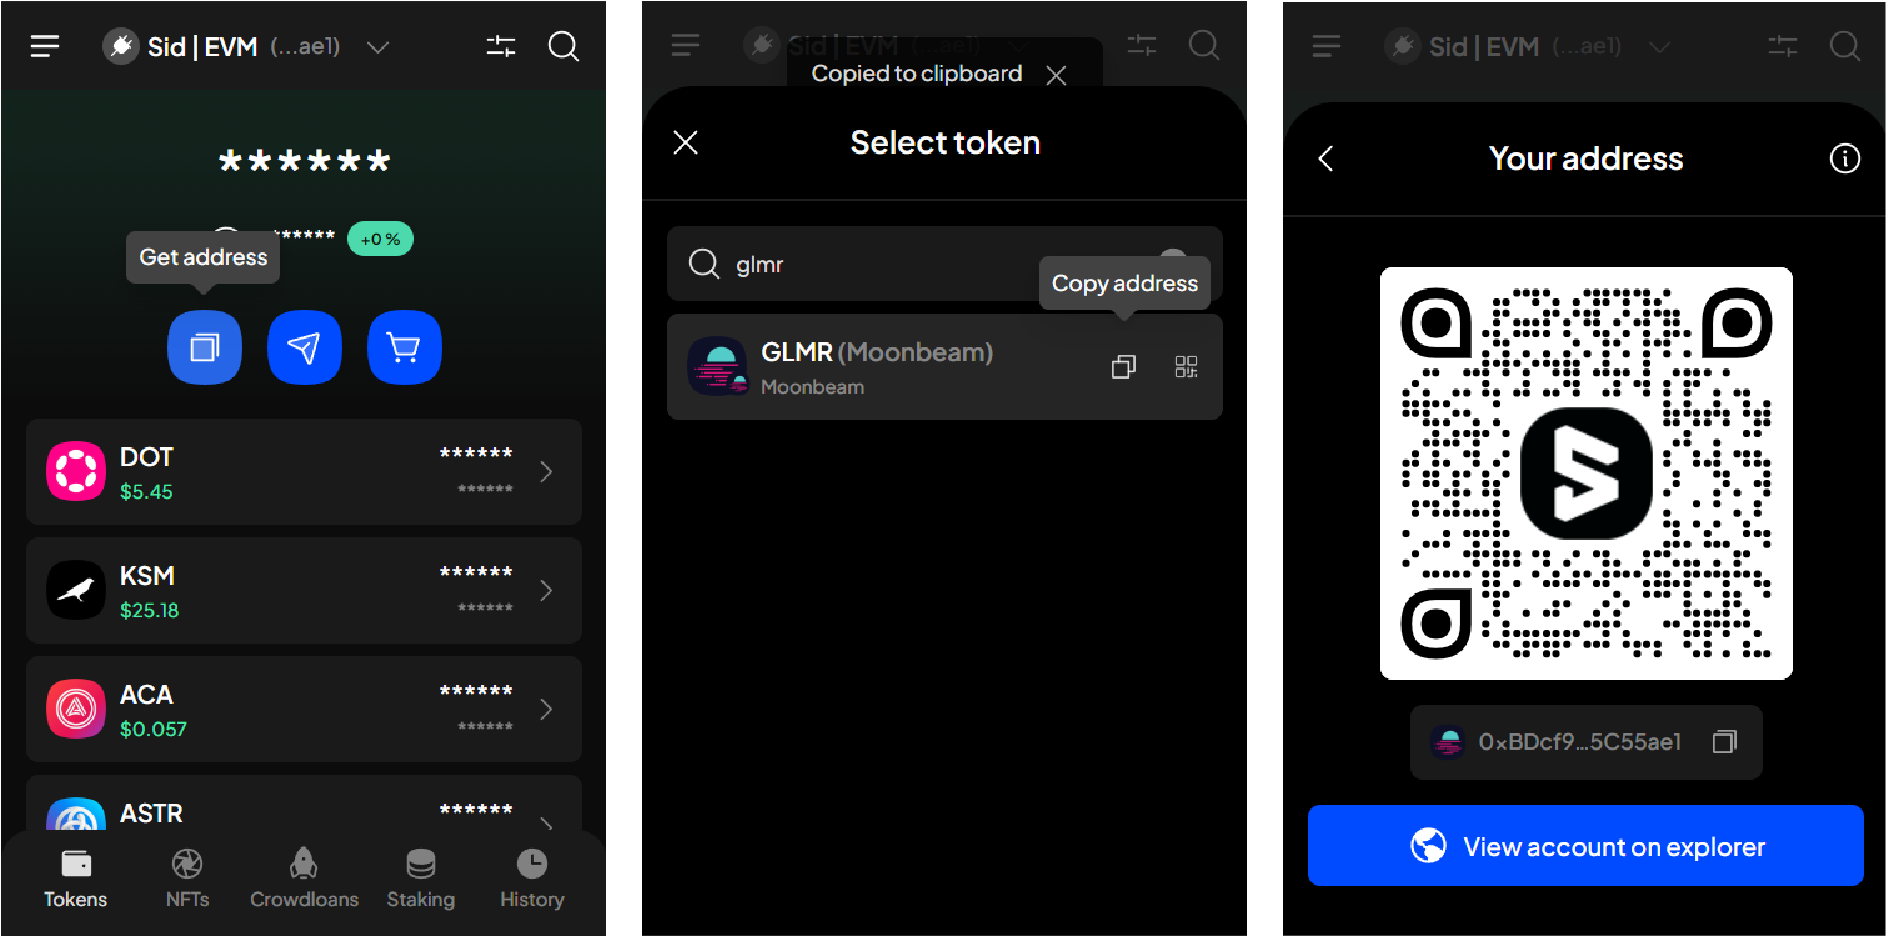 Sid | EVM (...ae1)
******
******
+0 %
Get address
DOT
******
$5.45
******
KSM
******
$25.18
******
ACA
******
$0.057
******
ASTR
******
Tokens
NFTs
Crowdloans
Staking
History
Sid | EVM (...ae1)
Copied to clipboard
Select token
glmr
Copy address
GLMR (Moonbeam)
Moonbeam
Sid | EVM (...ae1)
Your address
0xBDcf9...5C55ae1
View account on explorer